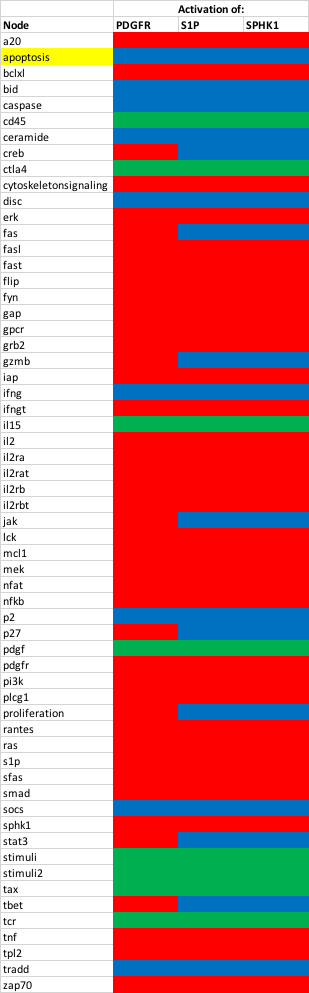 Activation of:
Node PDGFR S1P SPHK1
a20
apoptosis
bclxl
bid
caspase
cd45
ceramide
creb
ctla4
cytoskeletonsignaling
disc
erk
fas
fasl
fast
flip
fyn
gap
gpcr
grb2
gzmb
iap
ifng
ifngt
il15
il2
il2ra
il2rat
il2rb
il2rbt
jak
lck
mcl1
mek
nfat
nfkb
p2
p27
pdgf
pdgfr
pi3k
plcg1
proliferation
rantes
ras
s1p
sfas
smad
socs
sphk1
stat3
stimuli
stimuli2
tax
tbet
tcr
tnf
tpl2
tradd
zap70